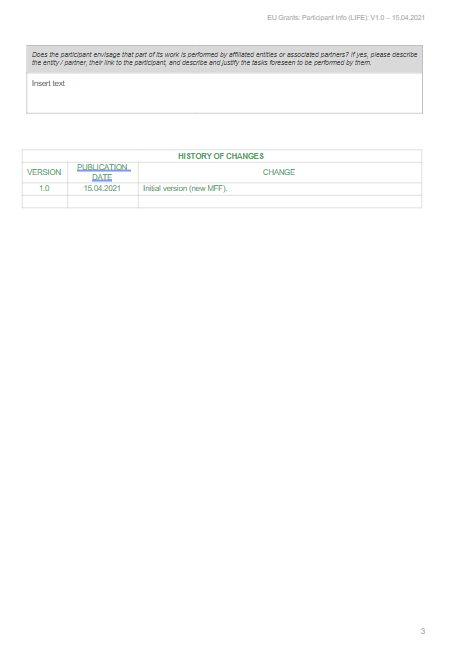 EU Grants: Participant Info (LIFE): V1.0 – 15.04.2021
Does the participant envisage that part of its work is performed by affiliated entities or associated partners? If yes, please describe
the entity / partner, their link to the participant, and describe and justify the tasks foreseen to be performed by them.
Insert text
HISTORY OF CHANGES
VERSION
PUBLICATION
DATE
CHANGE
1.0
15.04.2021
Initial version (new MFF).
3